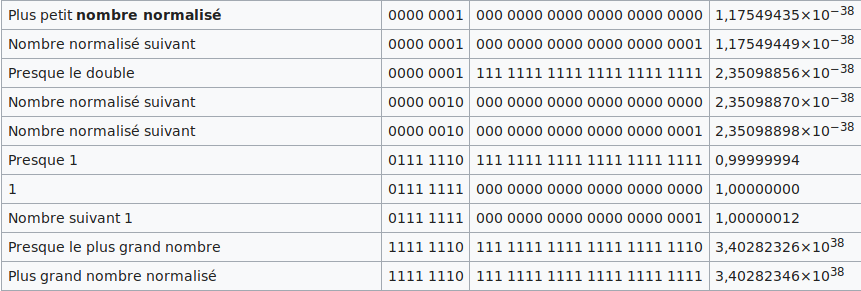 Plus petit nombre normalisé 0000 0001 000 0000 0000 0000 0000 0000 1,17549435×10⁻³⁸
Nombre normalisé suivant 0000 0001 000 0000 0000 0000 0000 0001 1,17549449×10⁻³⁸
Presque le double 0000 0001 111 1111 1111 1111 1111 1111 2,35098856×10⁻³⁸
Nombre normalisé suivant 0000 0010 000 0000 0000 0000 0000 0000 2,35098870×10⁻³⁸
Nombre normalisé suivant 0000 0010 000 0000 0000 0000 0000 0001 2,35098898×10⁻³⁸
Presque 1 0111 1110 111 1111 1111 1111 1111 1111 0,99999994
1 0111 1111 000 0000 0000 0000 0000 0000 1,00000000
Nombre suivant 1 0111 1111 000 0000 0000 0000 0000 0001 1,00000012
Presque le plus grand nombre 1111 1110 111 1111 1111 1111 1111 1110 3,40282326×10³⁸
Plus grand nombre normalisé 1111 1110 111 1111 1111 1111 1111 1111 3,40282346×10³⁸